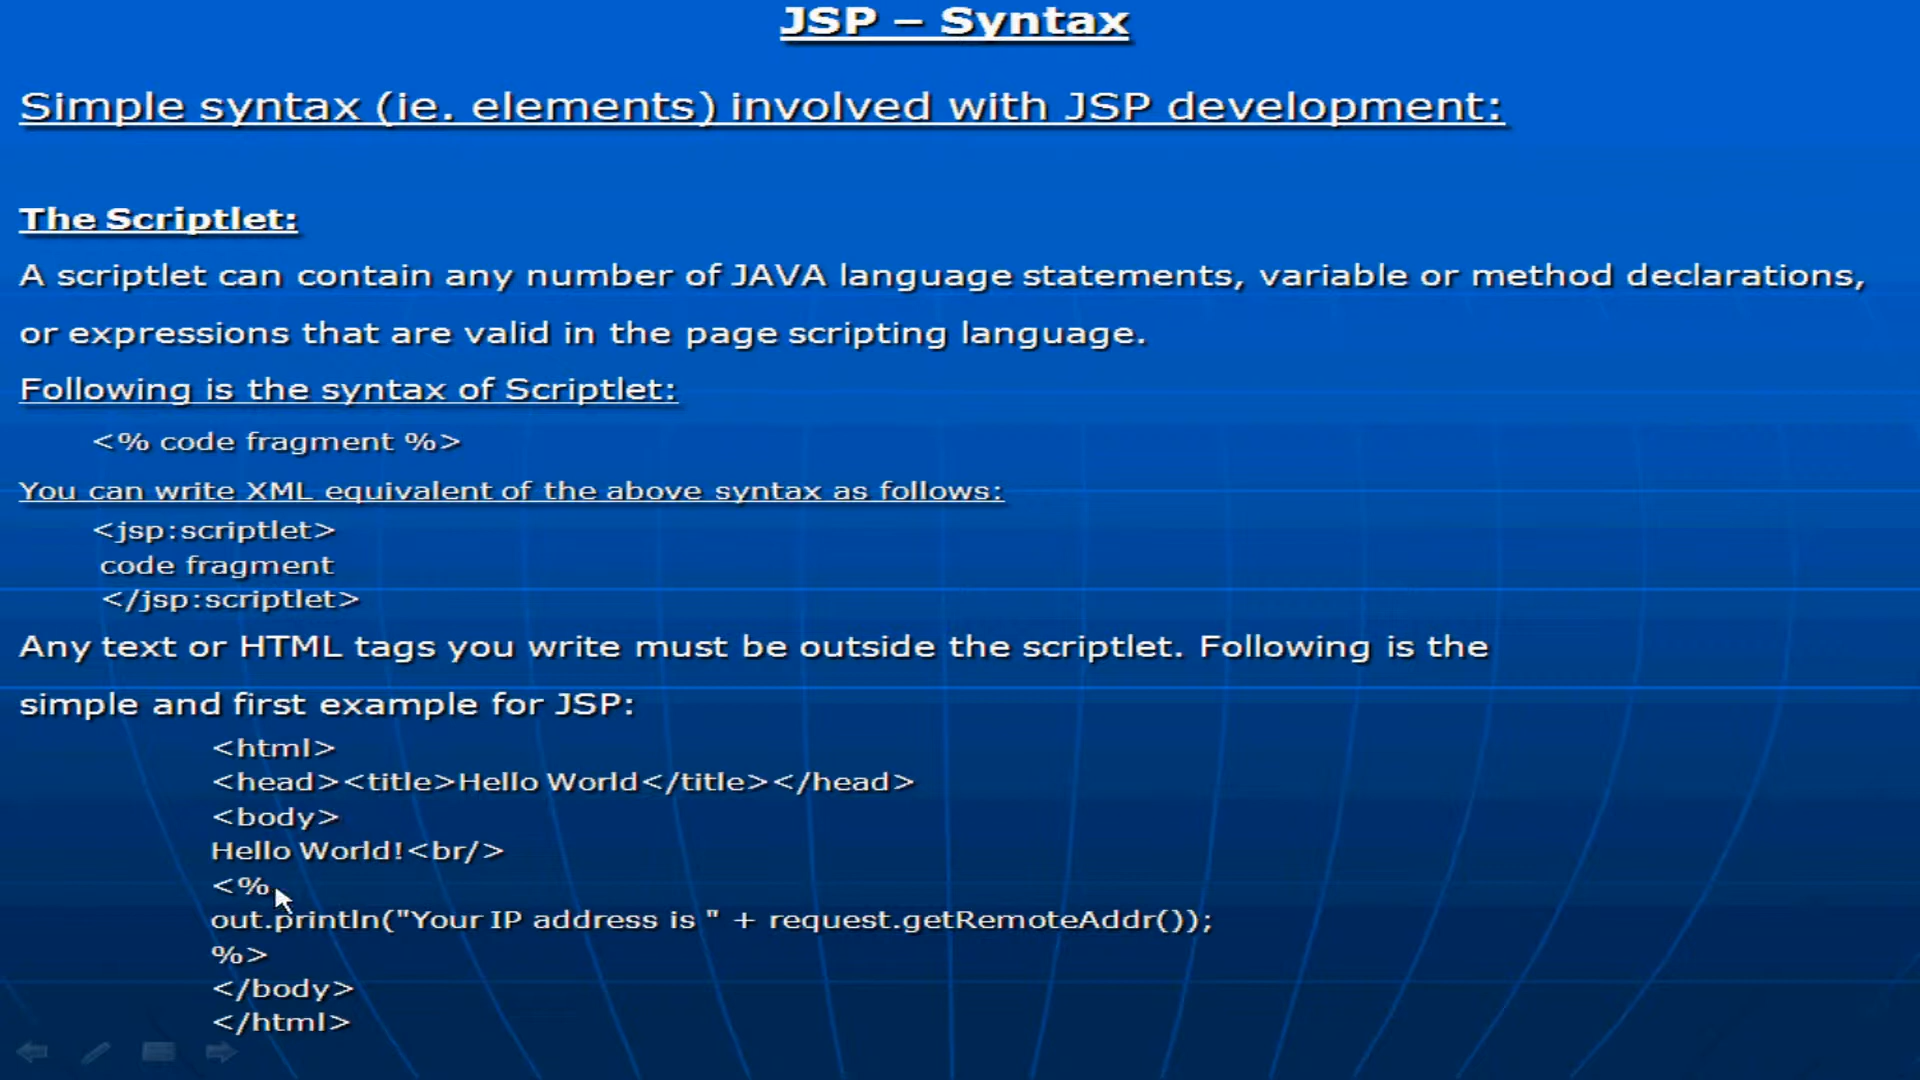 JSP – Syntax
Simple syntax (ie. elements) involved with JSP development:
The Scriptlet:
A scriptlet can contain any number of JAVA language statements, variable or method declarations,
or expressions that are valid in the page scripting language.
Following is the syntax of Scriptlet:
<% code fragment %>
You can write XML equivalent of the above syntax as follows:
<jsp:scriptlet>
code fragment
</jsp:scriptlet>
Any text or HTML tags you write must be outside the scriptlet. Following is the
simple and first example for JSP:
<html>
<head><title>Hello World</title></head>
<body>
Hello World!<br/>
<%
out.println("Your IP address is " + request.getRemoteAddr());
%>
</body>
</html>